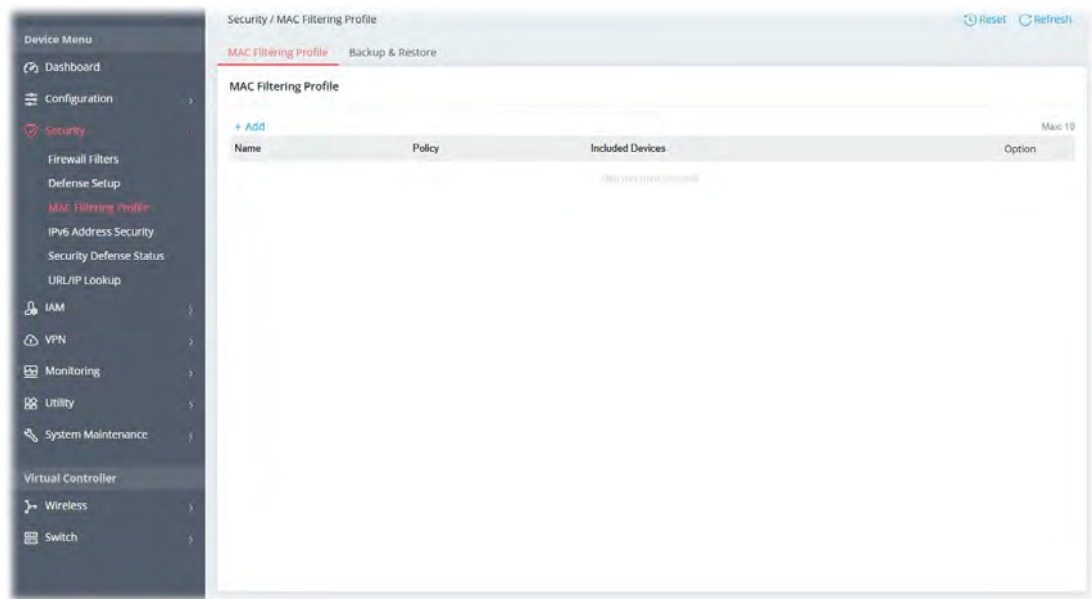 Device Menu
Dashboard
Configuration
Security
Firewall Filters
Defense Setup
MAC Filtering Profile
IPv6 Address Security
Security Defense Status
URL/IP Lookup
IAM
VPN
Monitoring
Utility
System Maintenance
Virtual Controller
Wireless
Switch
Security / MAC Filtering Profile
Reset
Refresh
MAC Filtering Profile
Backup & Restore
MAC Filtering Profile
+ Add
Max: 10
Name
Policy
Included Devices
Option